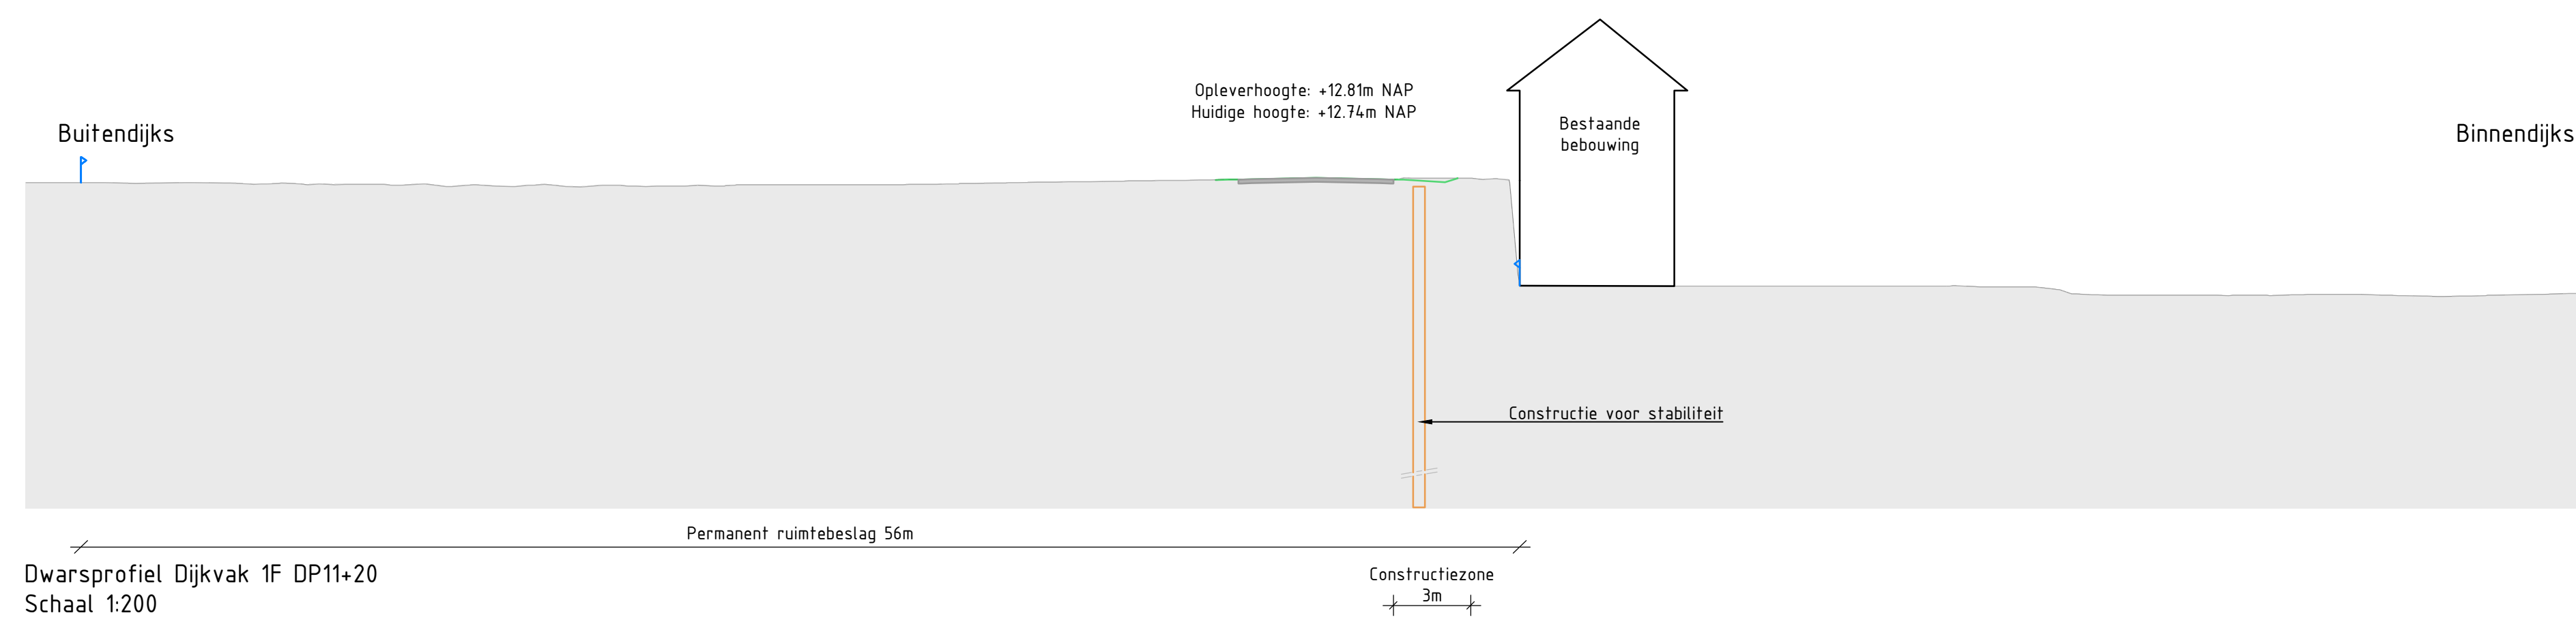 Opleverhoogte: +12.81m NAP
Huidige hoogte: +12.74m NAP
Buitendijks
Bestaande
bebouwing
Binnendijks
Constructie voor stabiliteit
Permanent ruimtebeslag 56m
Dwarsprofiel Dijkvak 1F DP11+20
Schaal 1:200
Constructiezone
3m